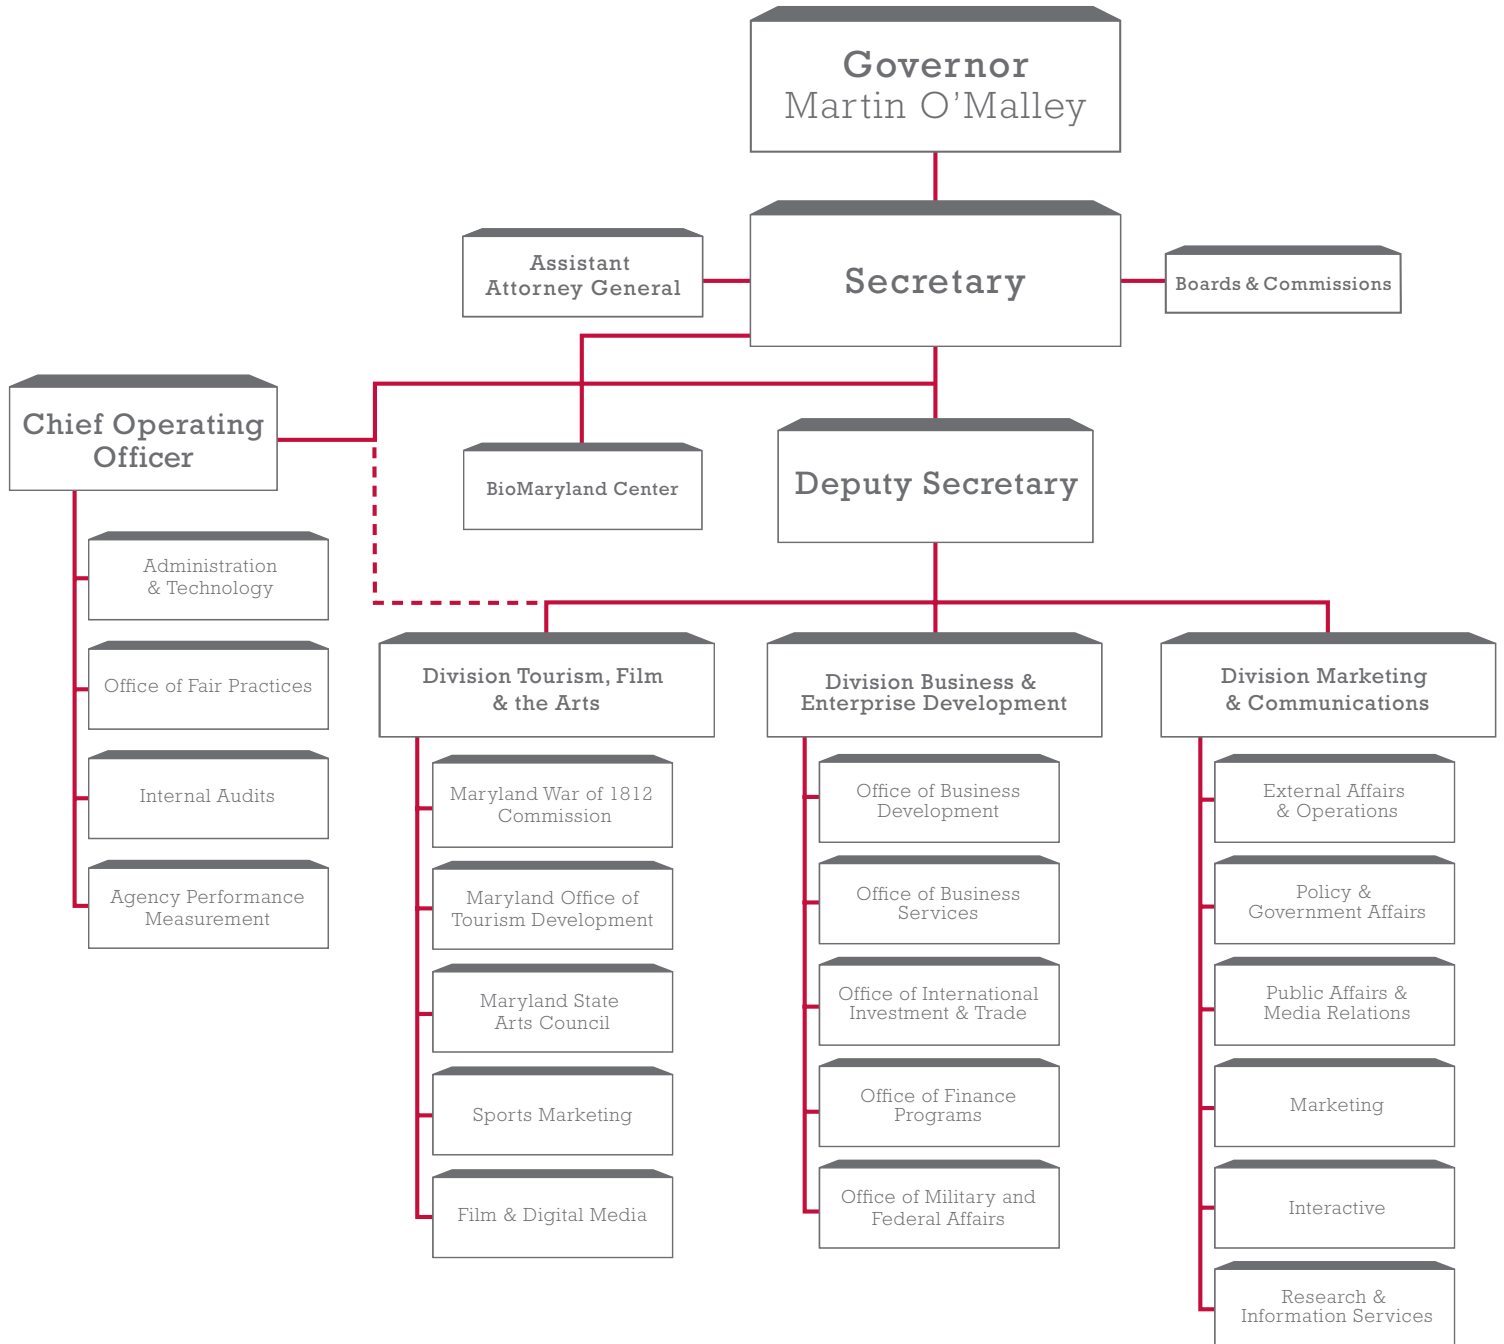 Governor
Martin O'Malley
Assistant
Attorney General
Secretary
Boards & Commissions
Chief Operating
Officer
BioMaryland Center
Deputy Secretary
Administration
& Technology
Office of Fair Practices
Internal Audits
Agency Performance
Measurement
Division Tourism, Film
& the Arts
Maryland War of 1812
Commission
Maryland Office of
Tourism Development
Maryland State
Arts Council
Sports Marketing
Film & Digital Media
Division Business &
Enterprise Development
Office of Business
Development
Office of Business
Services
Office of International
Investment & Trade
Office of Finance
Programs
Office of Military and
Federal Affairs
Division Marketing
& Communications
External Affairs
& Operations
Policy &
Government Affairs
Public Affairs &
Media Relations
Marketing
Interactive
Research &
Information Services